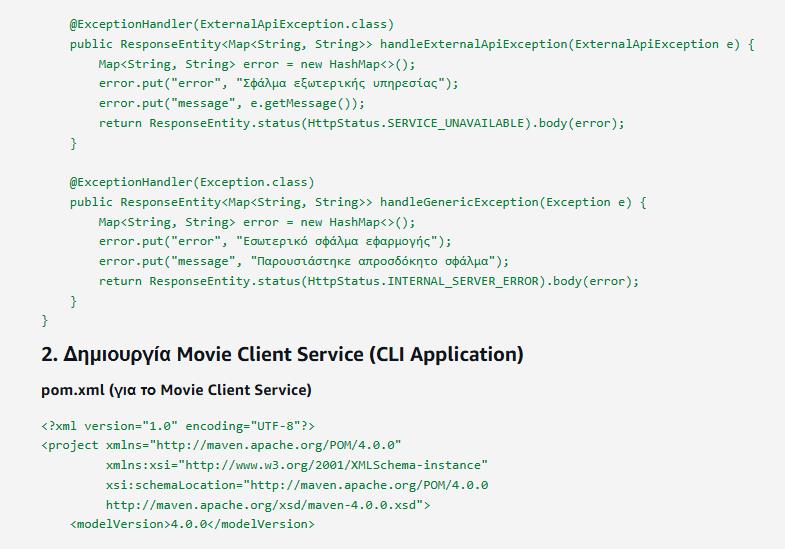 @ExceptionHandler(ExternalApiException.class)
public ResponseEntity<Map<String, String>> handleExternalApiException(ExternalApiException e) {
Map<String, String> error = new HashMap<>();
error.put("error", "Σφάλμα εξωτερικής υπηρεσίας");
error.put("message", e.getMessage());
return ResponseEntity.status(HttpStatus.SERVICE_UNAVAILABLE).body(error);
}
@ExceptionHandler(Exception.class)
public ResponseEntity<Map<String, String>> handleGenericException(Exception e) {
Map<String, String> error = new HashMap<>();
error.put("error", "Εσωτερικό σφάλμα εφαρμογής");
error.put("message", "Παρουσιάστηκε απροσδόκητο σφάλμα");
return ResponseEntity.status(HttpStatus.INTERNAL_SERVER_ERROR).body(error);
}
}
2. Δημιουργία Movie Client Service (CLI Application)
pom.xml (για το Movie Client Service)
<?xml version="1.0" encoding="UTF-8"?>
<project xmlns="http://maven.apache.org/POM/4.0.0"
xmlns:xsi="http://www.w3.org/2001/XMLSchema-instance"
xsi:schemaLocation="http://maven.apache.org/POM/4.0.0
http://maven.apache.org/xsd/maven-4.0.0.xsd">
<modelVersion>4.0.0</modelVersion>